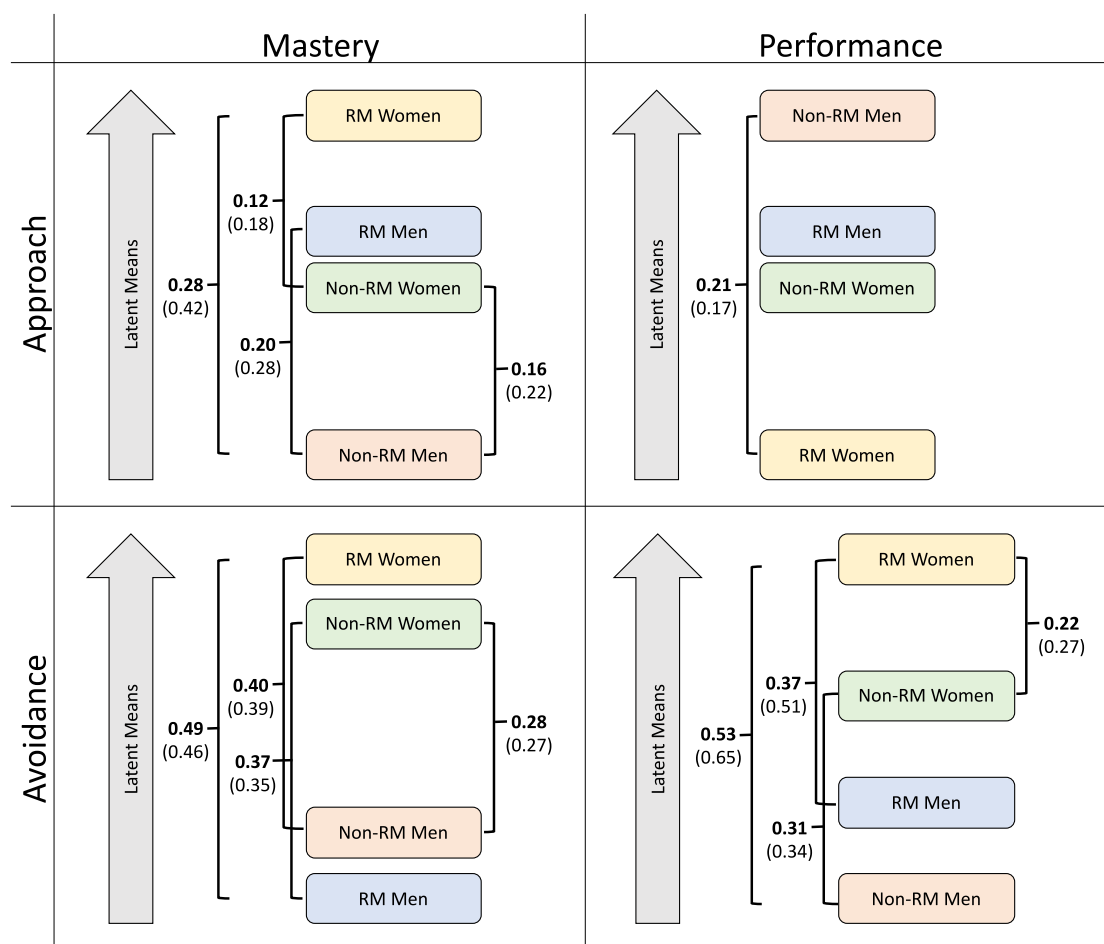 Mastery
Performance
Approach
Latent Means
0.28
(0.42)
0.12
(0.18)
0.20
(0.28)
RM Women
RM Men
Non-RM Women
Non-RM Men
0.16
(0.22)
Latent Means
0.21
(0.17)
Non-RM Men
RM Men
Non-RM Women
RM Women
Avoidance
Latent Means
0.49
(0.46)
0.40
(0.39)
0.37
(0.35)
RM Women
Non-RM Women
Non-RM Men
RM Men
0.28
(0.27)
Latent Means
0.53
(0.65)
0.37
(0.51)
0.31
(0.34)
RM Women
Non-RM Women
RM Men
Non-RM Men
0.22
(0.27)